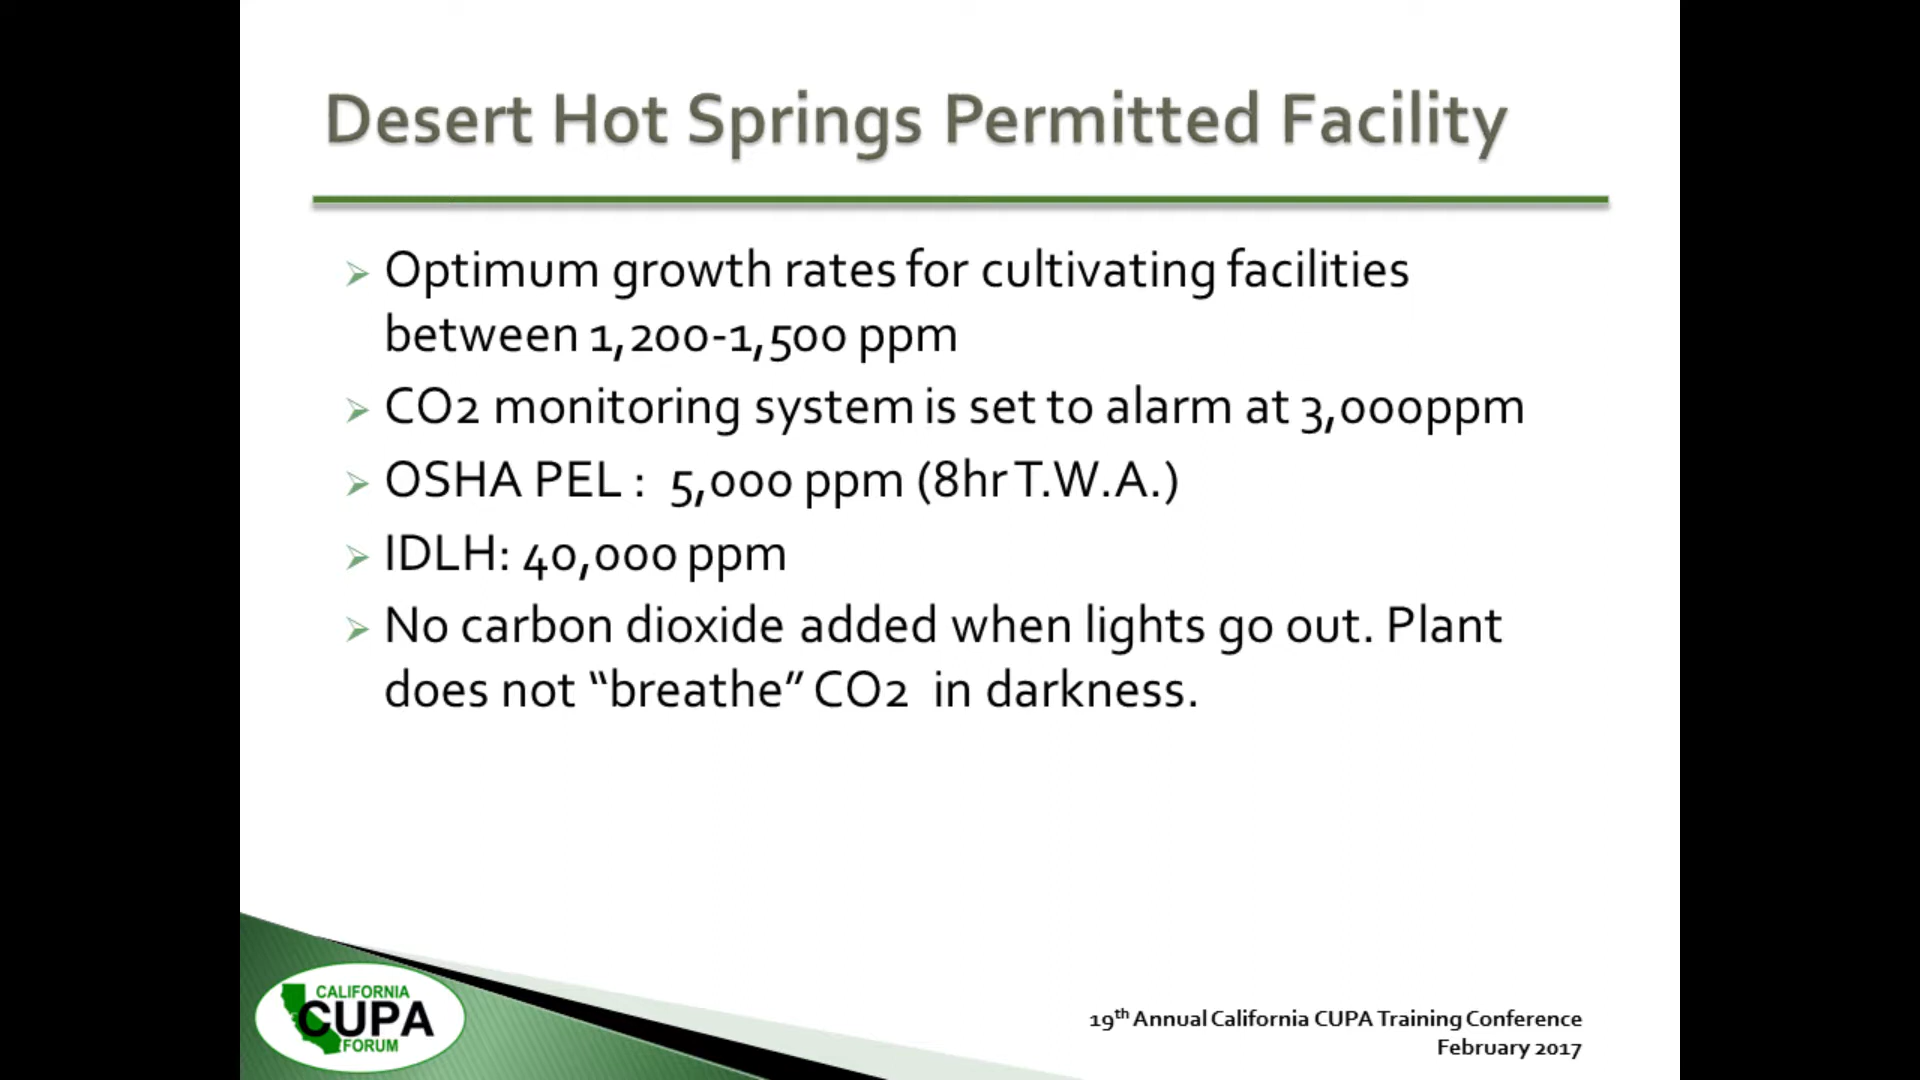 Desert Hot Springs Permitted Facility
Optimum growth rates for cultivating facilities
between 1,200-1,500 ppm
CO2 monitoring system is set to alarm at 3,000ppm
OSHA PEL :  5,000 ppm (8hr T.W.A.)
IDLH: 40,000 ppm
No carbon dioxide added when lights go out. Plant
does not “breathe” CO2  in darkness.
CALIFORNIA
CUPA
FORUM
19th Annual California CUPA Training Conference
February 2017